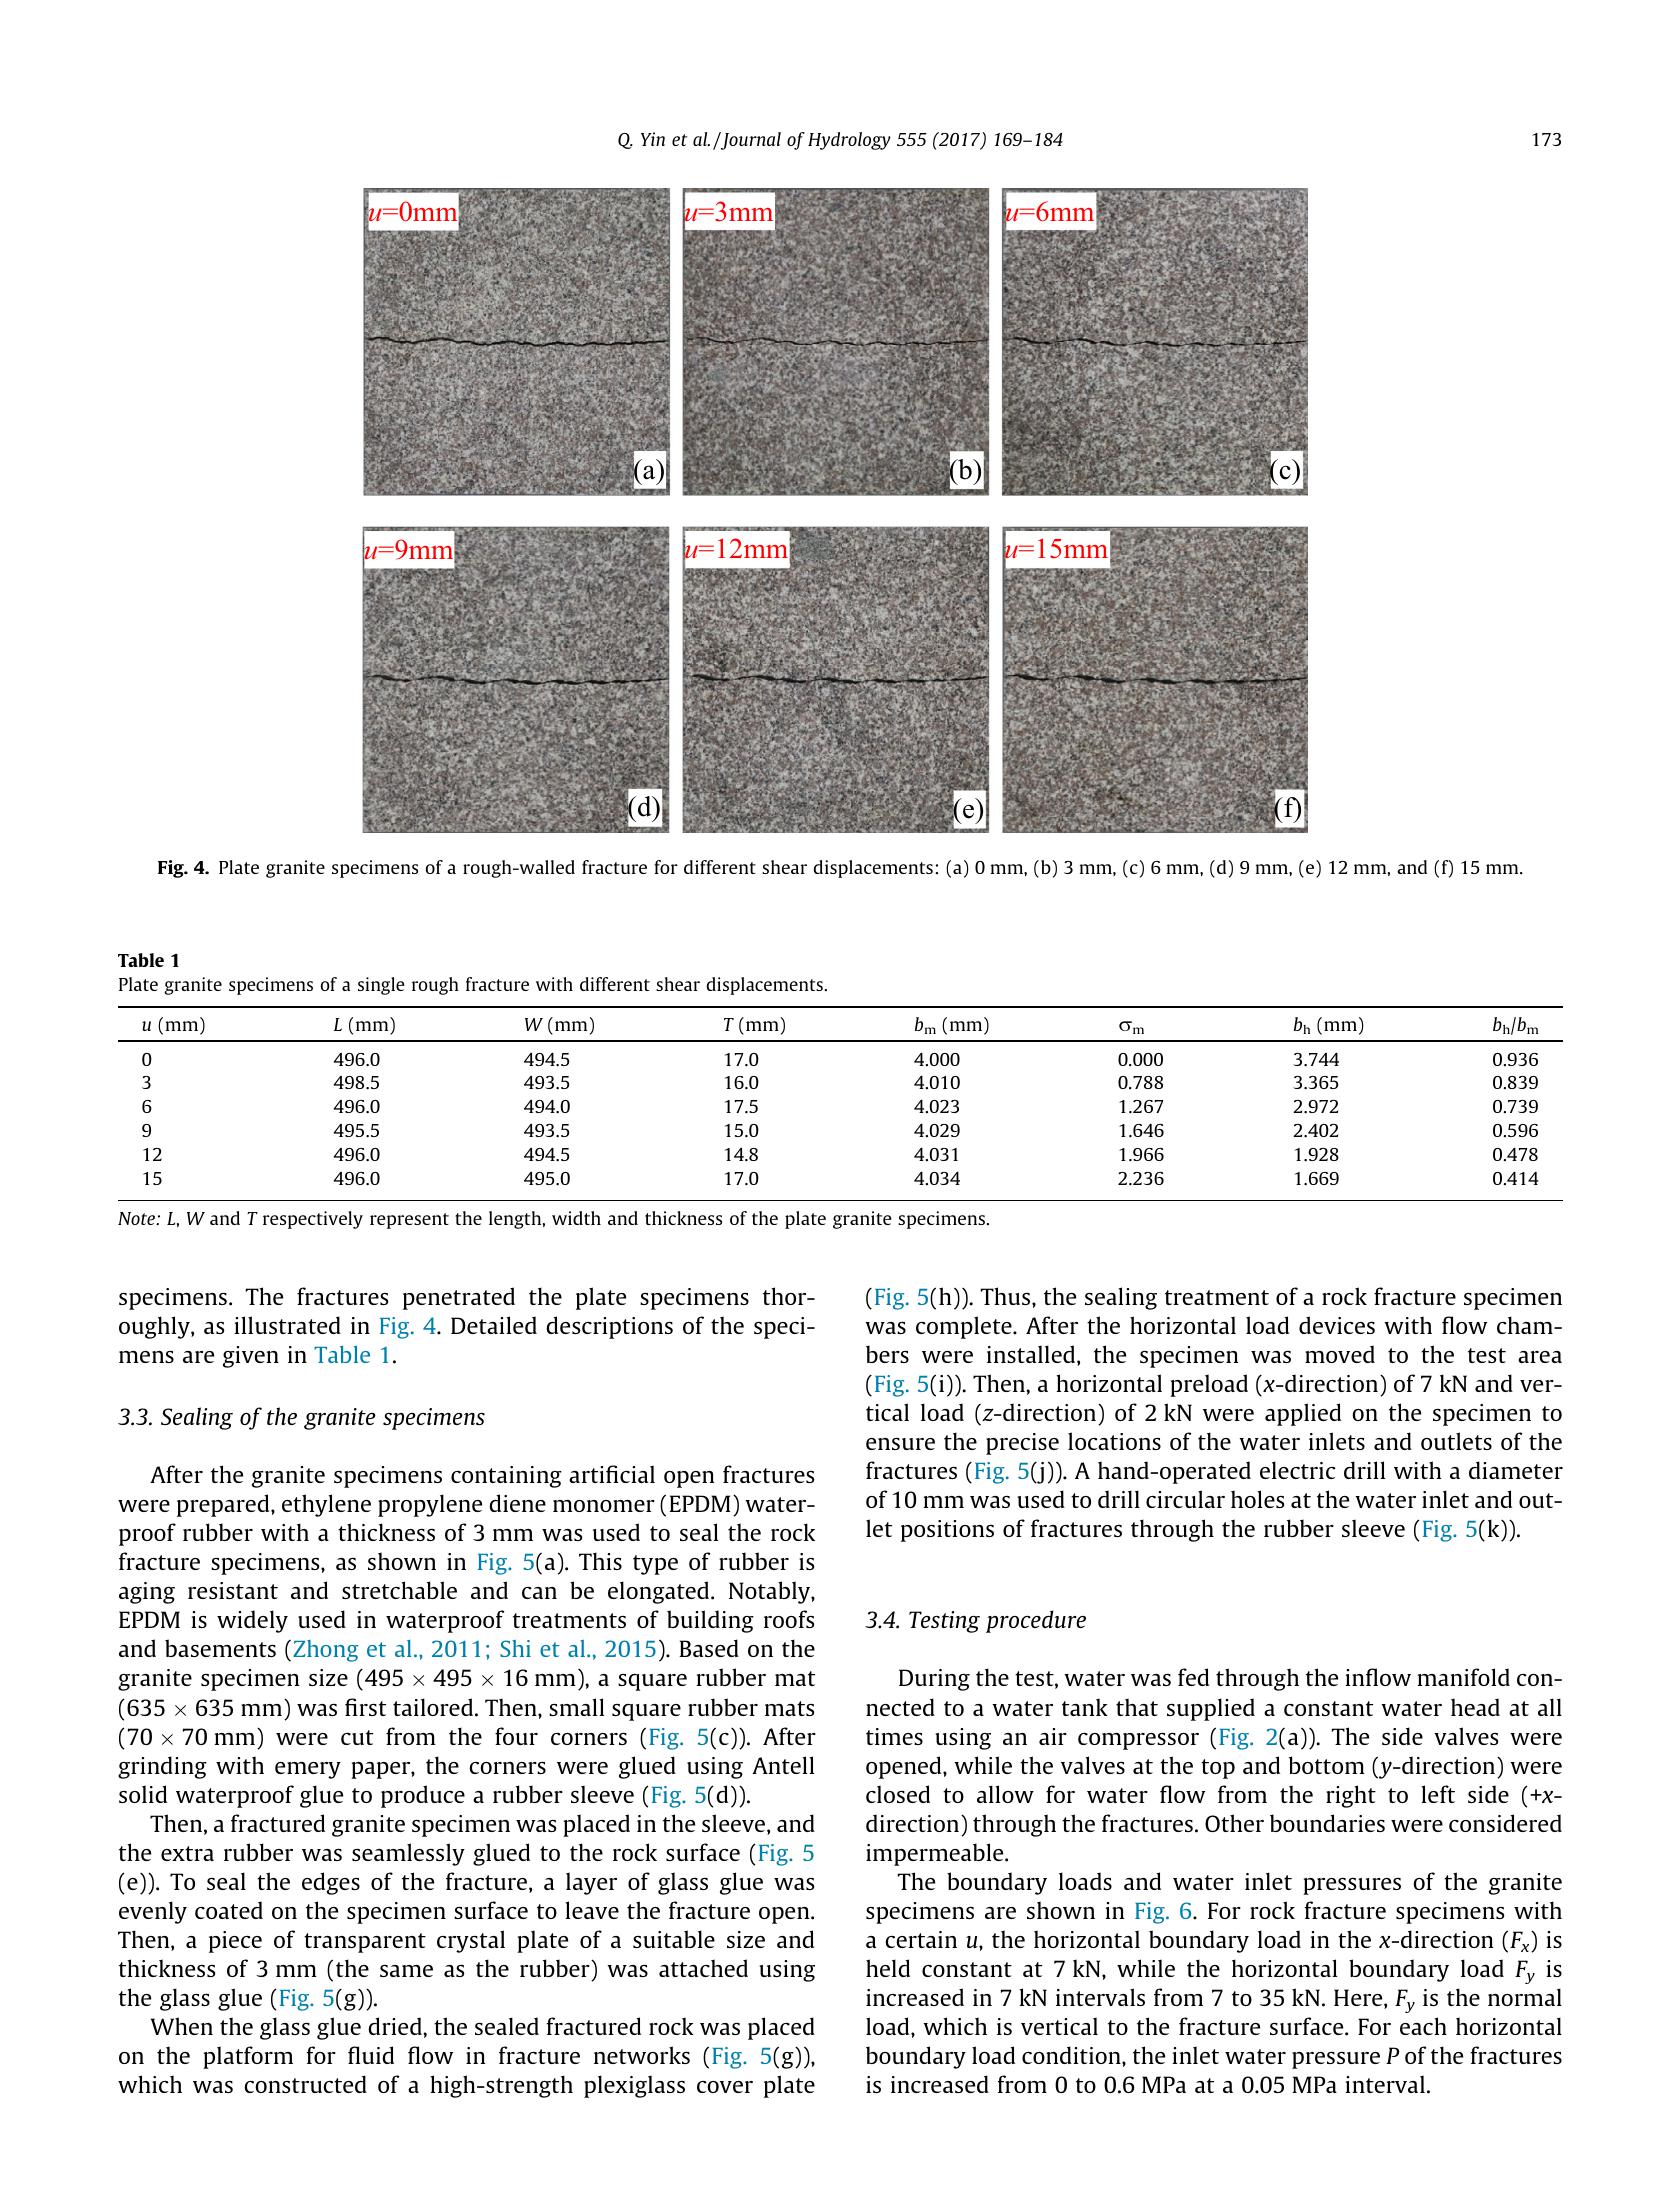 Q. Yin et al./Journal of Hydrology 555 (2017) 169–184
173
u=0mm
u=3mm
u=6mm
(a)
(b)
(c)
u=9mm
u=12mm
u=15mm
(d)
(e)
(f)
Fig. 4. Plate granite specimens of a rough-walled fracture for different shear displacements: (a) 0 mm, (b) 3 mm, (c) 6 mm, (d) 9 mm, (e) 12 mm, and (f) 15 mm.
Table 1
Plate granite specimens of a single rough fracture with different shear displacements.
u (mm) L (mm) W (mm) T (mm) bm (mm) σm bh (mm) bh/bm
0 496.0 494.5 17.0 4.000 0.000 3.744 0.936
3 498.5 493.5 16.0 4.010 0.788 3.365 0.839
6 496.0 494.0 17.5 4.023 1.267 2.972 0.739
9 495.5 493.5 15.0 4.029 1.646 2.402 0.596
12 496.0 494.5 14.8 4.031 1.966 1.928 0.478
15 496.0 495.0 17.0 4.034 2.236 1.669 0.414
Note: L, W and T respectively represent the length, width and thickness of the plate granite specimens.
specimens. The fractures penetrated the plate specimens thor-
oughly, as illustrated in Fig. 4. Detailed descriptions of the speci-
mens are given in Table 1.
3.3. Sealing of the granite specimens
After the granite specimens containing artificial open fractures
were prepared, ethylene propylene diene monomer (EPDM) water-
proof rubber with a thickness of 3 mm was used to seal the rock
fracture specimens, as shown in Fig. 5(a). This type of rubber is
aging resistant and stretchable and can be elongated. Notably,
EPDM is widely used in waterproof treatments of building roofs
and basements (Zhong et al., 2011; Shi et al., 2015). Based on the
granite specimen size (495 × 495 × 16 mm), a square rubber mat
(635 × 635 mm) was first tailored. Then, small square rubber mats
(70 × 70 mm) were cut from the four corners (Fig. 5(c)). After
grinding with emery paper, the corners were glued using Antell
solid waterproof glue to produce a rubber sleeve (Fig. 5(d)).
Then, a fractured granite specimen was placed in the sleeve, and
the extra rubber was seamlessly glued to the rock surface (Fig. 5
(e)). To seal the edges of the fracture, a layer of glass glue was
evenly coated on the specimen surface to leave the fracture open.
Then, a piece of transparent crystal plate of a suitable size and
thickness of 3 mm (the same as the rubber) was attached using
the glass glue (Fig. 5(g)).
When the glass glue dried, the sealed fractured rock was placed
on the platform for fluid flow in fracture networks (Fig. 5(g)),
which was constructed of a high-strength plexiglass cover plate
(Fig. 5(h)). Thus, the sealing treatment of a rock fracture specimen
was complete. After the horizontal load devices with flow cham-
bers were installed, the specimen was moved to the test area
(Fig. 5(i)). Then, a horizontal preload (x-direction) of 7 kN and ver-
tical load (z-direction) of 2 kN were applied on the specimen to
ensure the precise locations of the water inlets and outlets of the
fractures (Fig. 5(j)). A hand-operated electric drill with a diameter
of 10 mm was used to drill circular holes at the water inlet and out-
let positions of fractures through the rubber sleeve (Fig. 5(k)).
3.4. Testing procedure
During the test, water was fed through the inflow manifold con-
nected to a water tank that supplied a constant water head at all
times using an air compressor (Fig. 2(a)). The side valves were
opened, while the valves at the top and bottom (y-direction) were
closed to allow for water flow from the right to left side (+x-
direction) through the fractures. Other boundaries were considered
impermeable.
The boundary loads and water inlet pressures of the granite
specimens are shown in Fig. 6. For rock fracture specimens with
a certain u, the horizontal boundary load in the x-direction (Fx) is
held constant at 7 kN, while the horizontal boundary load Fy is
increased in 7 kN intervals from 7 to 35 kN. Here, Fy is the normal
load, which is vertical to the fracture surface. For each horizontal
boundary load condition, the inlet water pressure P of the fractures
is increased from 0 to 0.6 MPa at a 0.05 MPa interval.